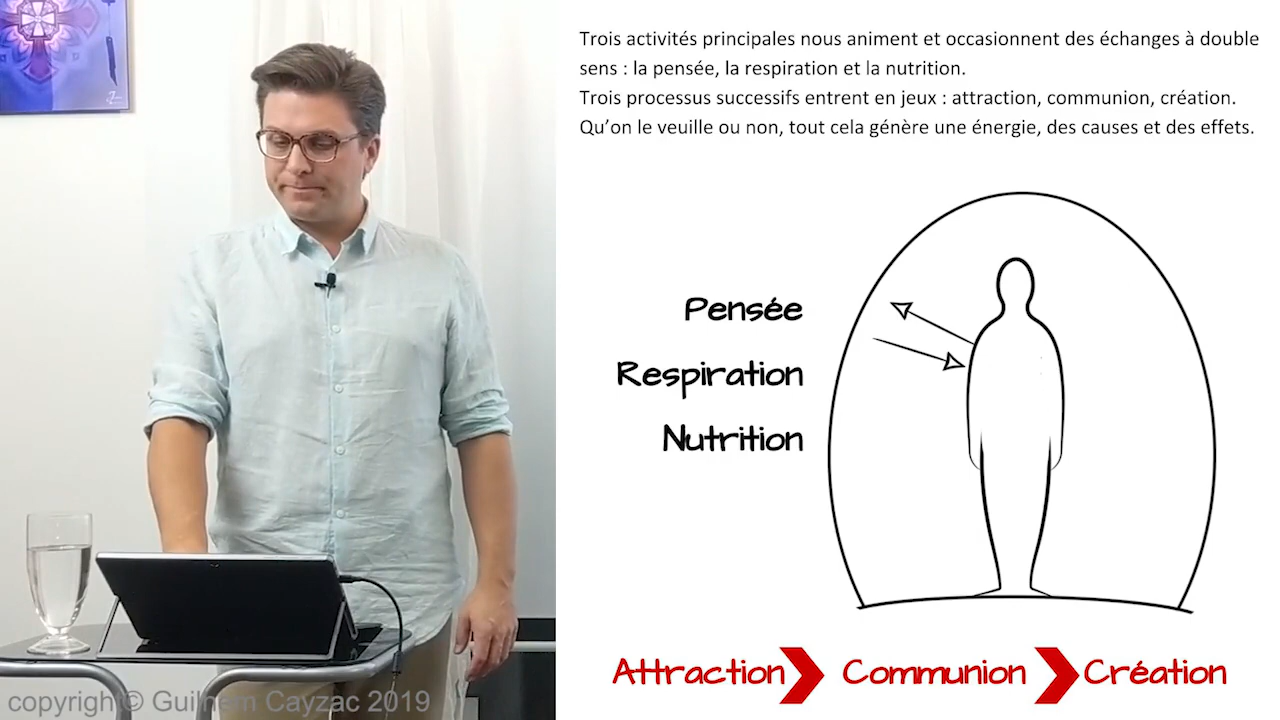 Trois activités principales nous animent et occasionnent des échanges à double
sens : la pensée, la respiration et la nutrition.
Trois processus successifs entrent en jeux : attraction, communion, création.
Qu'on le veuille ou non, tout cela génère une énergie, des causes et des effets.
Pensée
Respiration
Nutrition
Attraction Communion Création
copyright © Guilhem Cayzac 2019